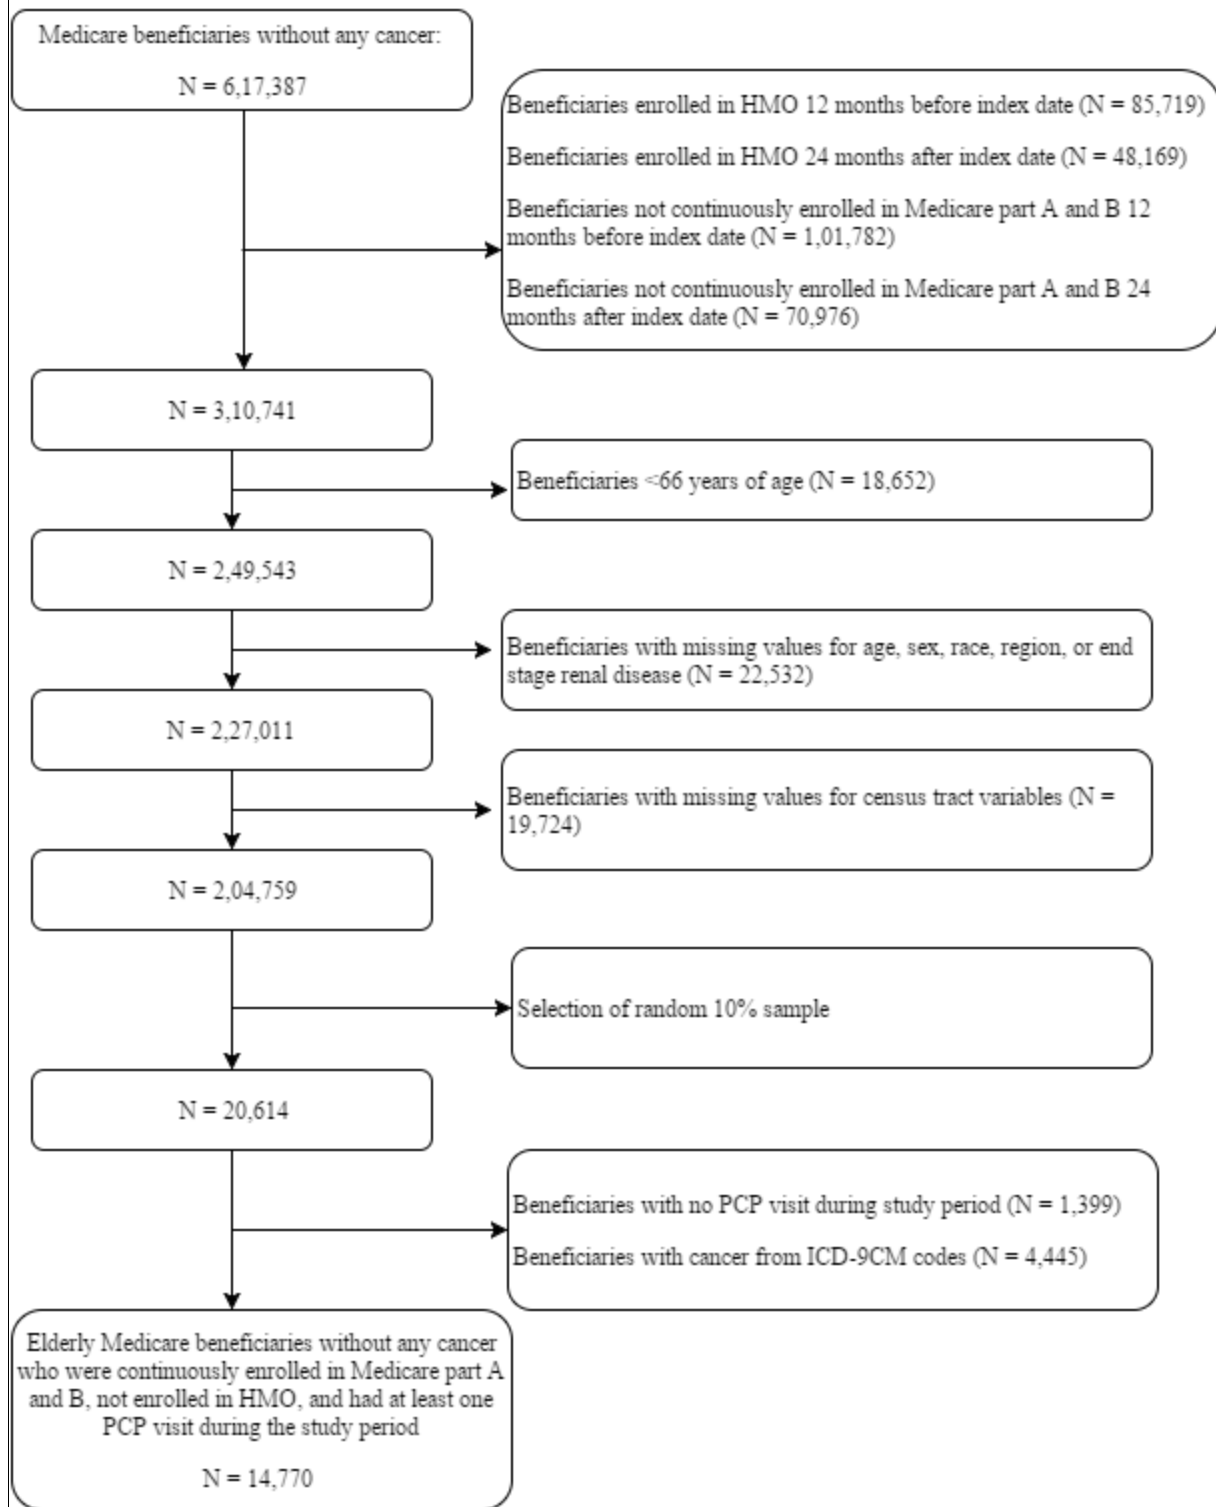 Medicare beneficiaries without any cancer:
N = 6,17,387
Beneficiaries enrolled in HMO 12 months before index date (N = 85,719)
Beneficiaries enrolled in HMO 24 months after index date (N = 48,169)
Beneficiaries not continuously enrolled in Medicare part A and B 12
months before index date (N = 1,01,782)
Beneficiaries not continuously enrolled in Medicare part A and B 24
months after index date (N = 70,976)
N = 3,10,741
Beneficiaries <66 years of age (N = 18,652)
N = 2,49,543
Beneficiaries with missing values for age, sex, race, region, or end
stage renal disease (N = 22,532)
N = 2,27,011
Beneficiaries with missing values for census tract variables (N =
19,724)
N = 2,04,759
Selection of random 10% sample
N = 20,614
Beneficiaries with no PCP visit during study period (N = 1,399)
Beneficiaries with cancer from ICD-9CM codes (N = 4,445)
Elderly Medicare beneficiaries without any cancer
who were continuously enrolled in Medicare part A
and B, not enrolled in HMO, and had at least one
PCP visit during the study period
N = 14,770